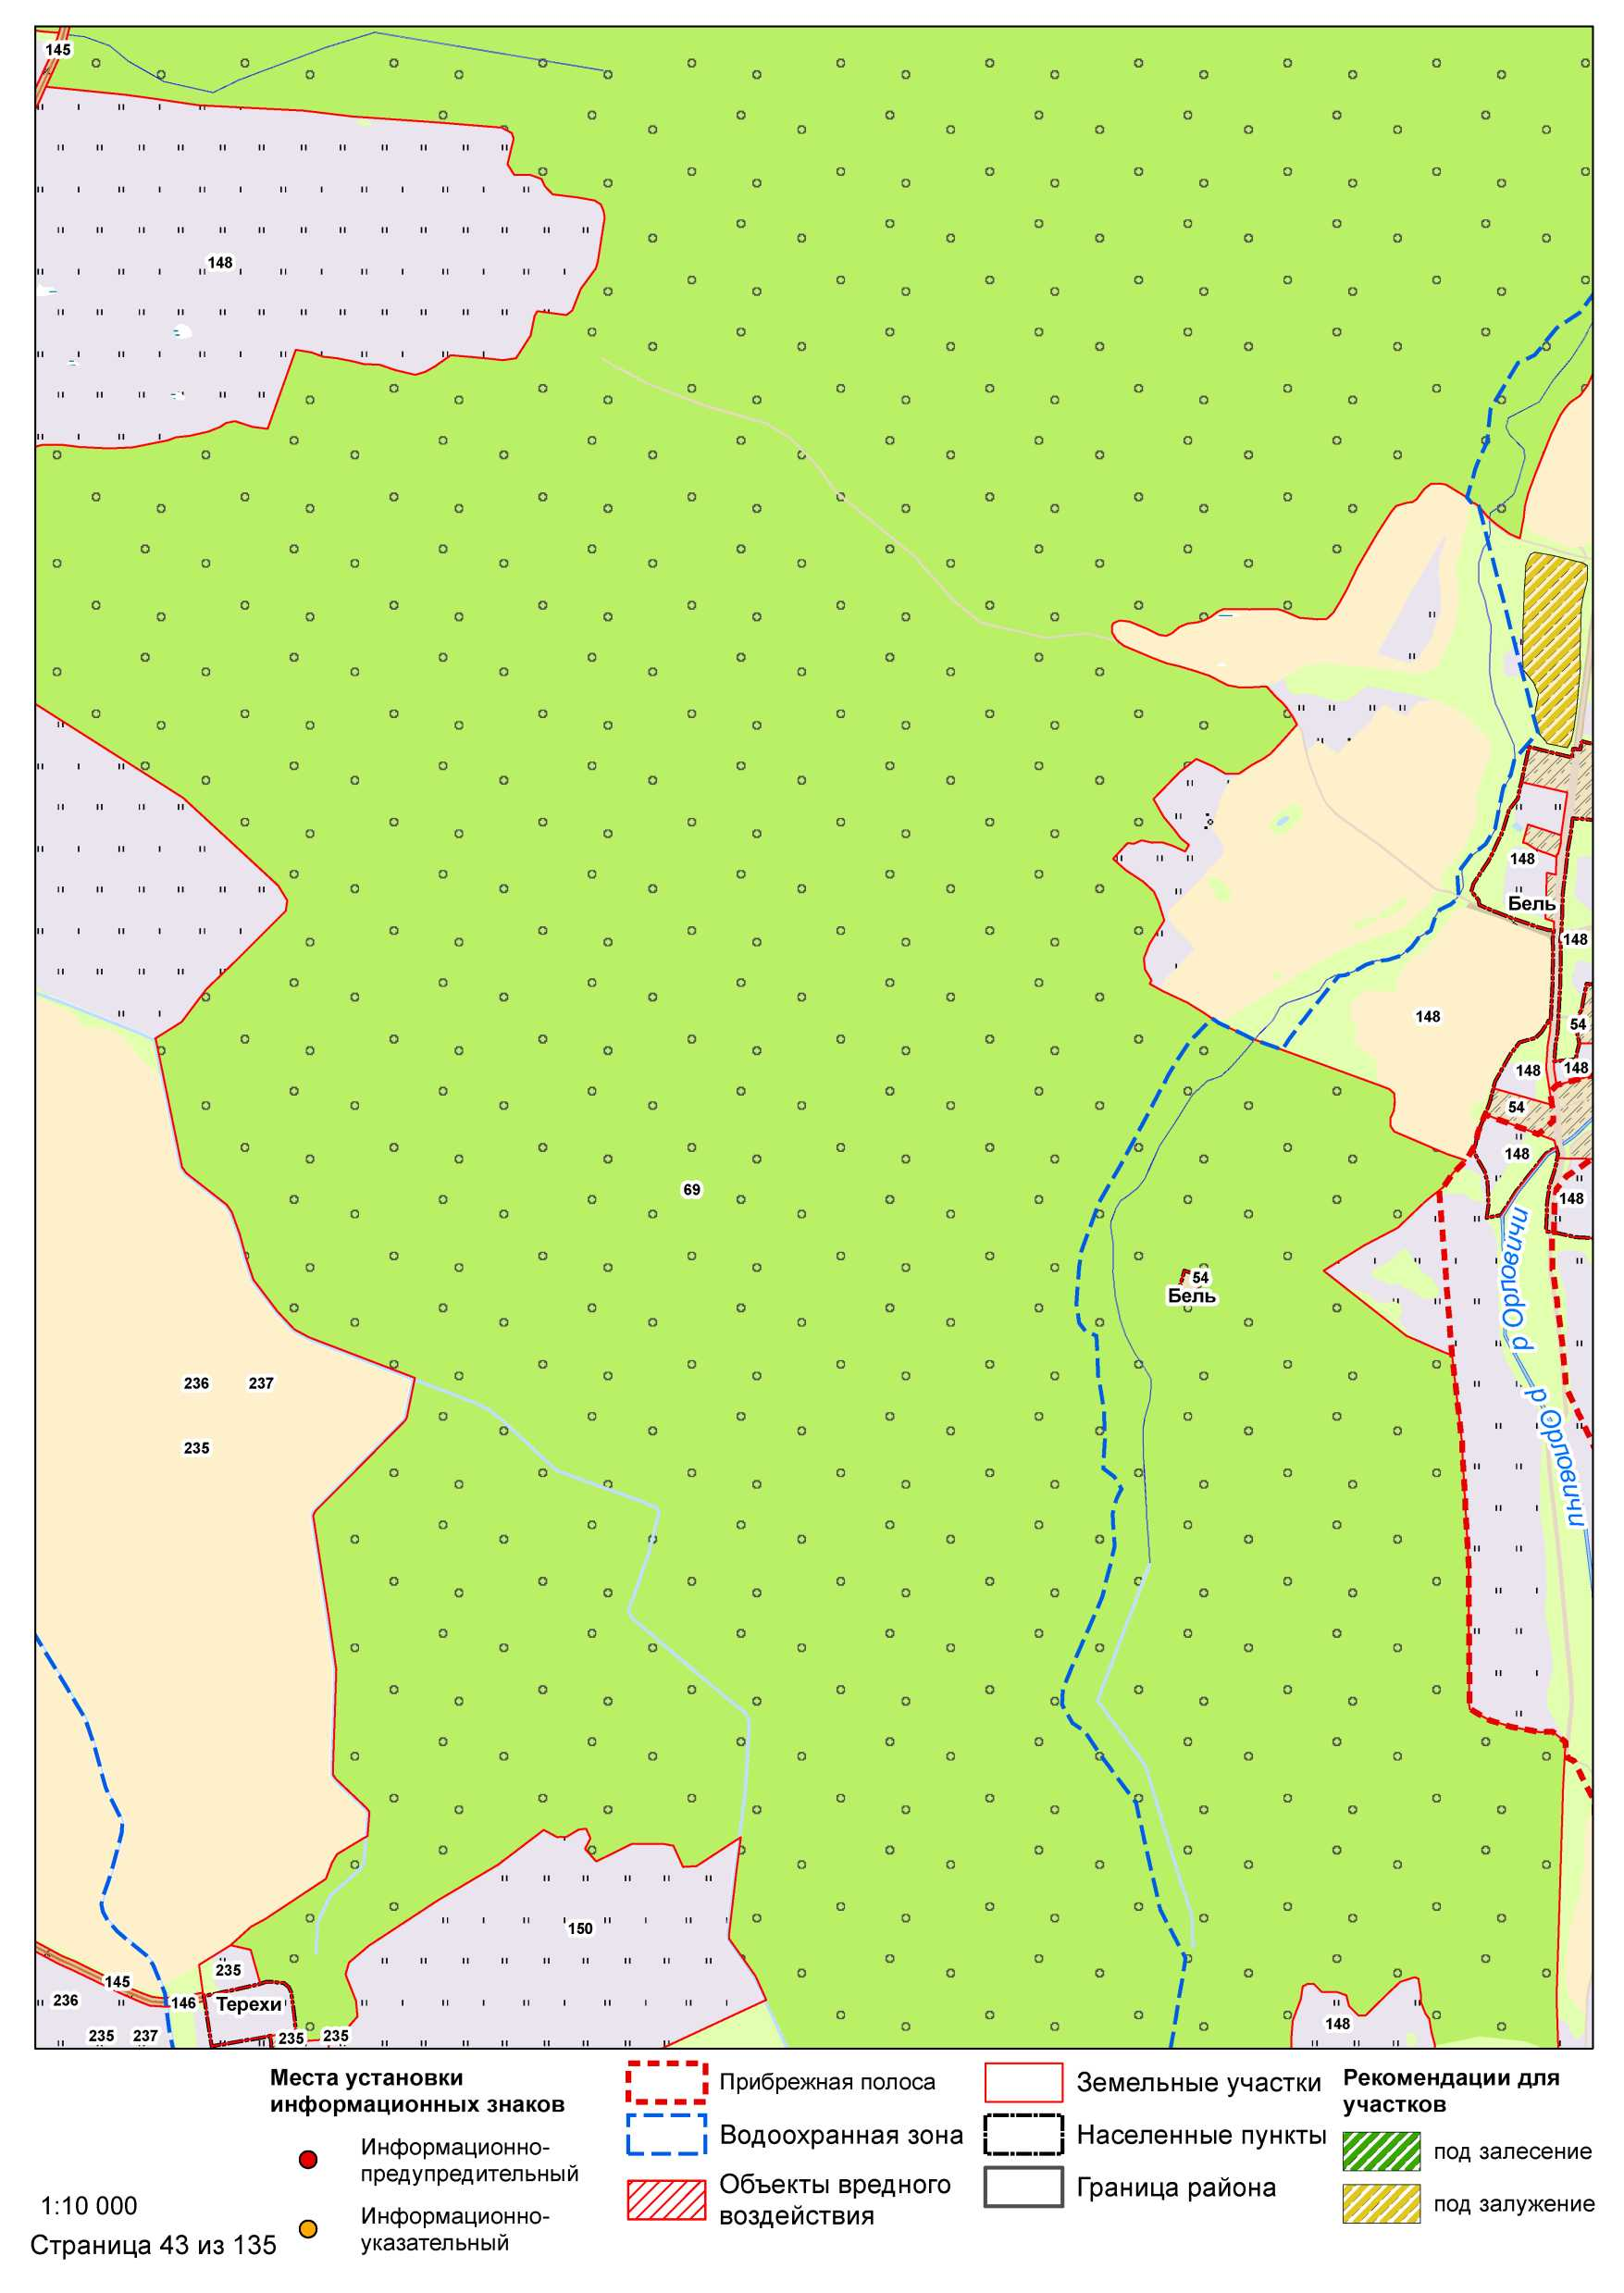 145
148
148
Бель
148
148
54
148
148
54
148
69
148
54
Бель
р Орловичи
236 237
р Орловичи
235
150
235
145
236
146
Терехи
148
235 237
235 235
Места установки
информационных знаков
Информационно-
предупредительный
Информационно-
указательный
1:10 000
Страница 43 из 135
Прибрежная полоса
Водоохранная зона
Объекты вредного
воздействия
Земельные участки
Населенные пункты
Граница района
Рекомендации для
участков
под залесение
под залужение